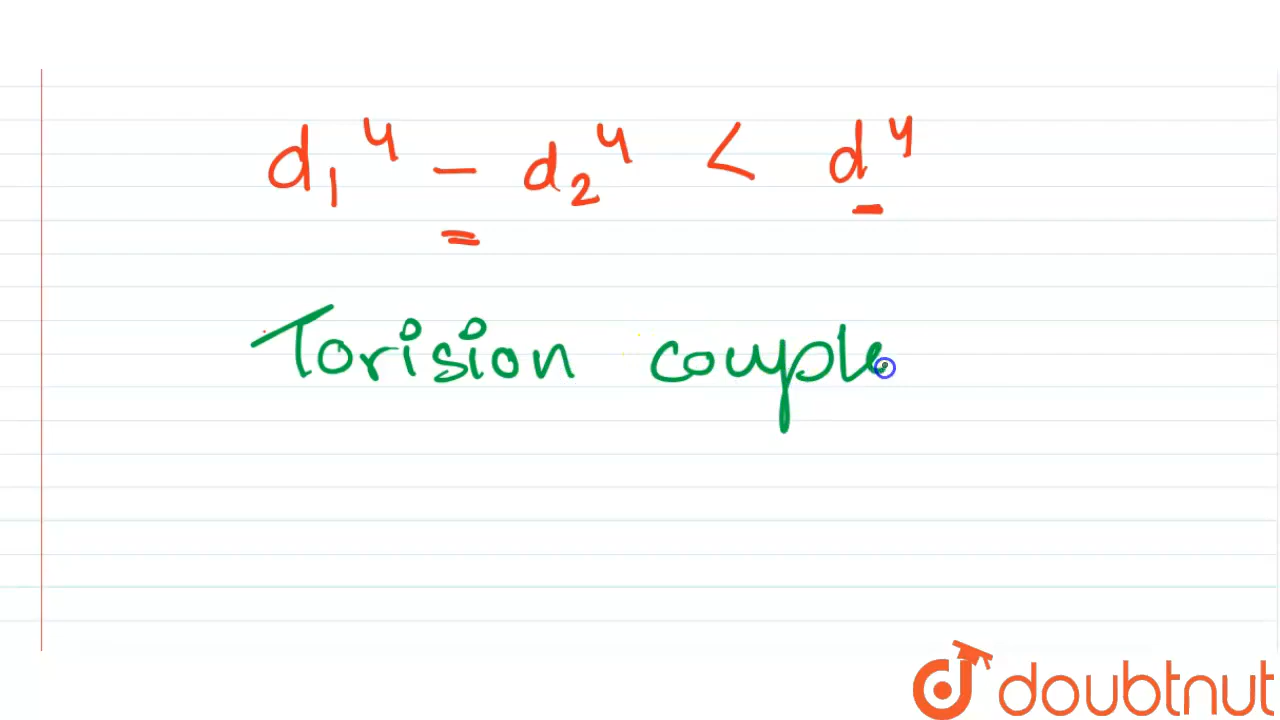 d₁⁴ - d₂⁴ < d⁴
Torision couple
doubtnut